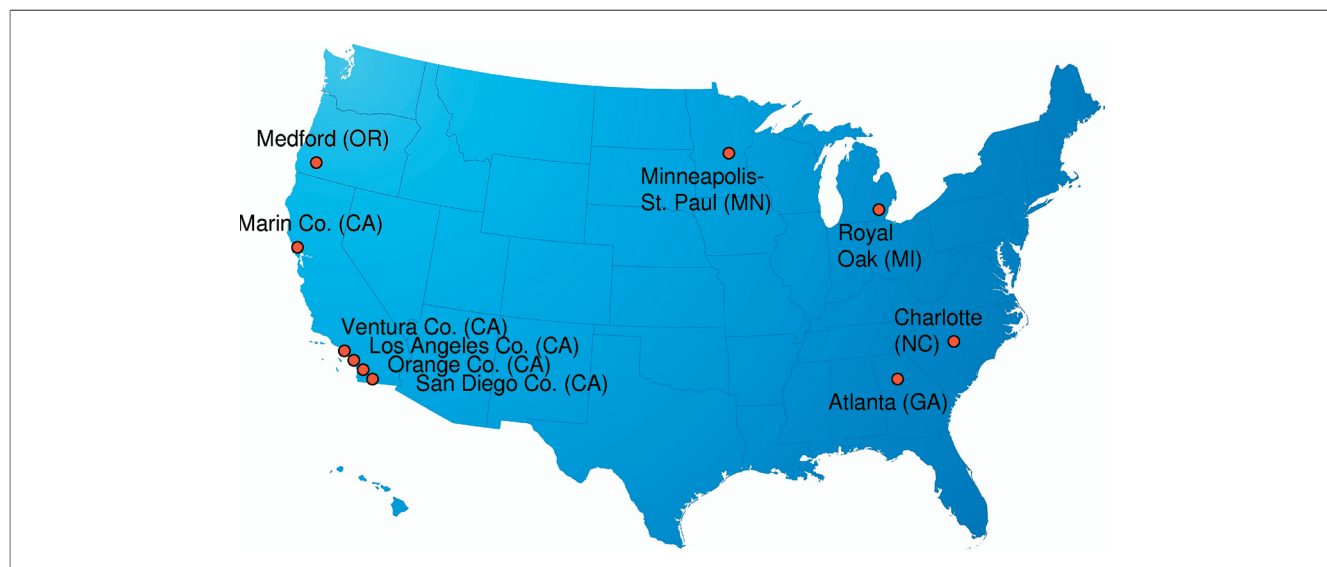 Medford (OR)
Marin Co. (CA)
Ventura Co. (CA)
Los Angeles Co. (CA)
Orange Co. (CA)
San Diego Co. (CA)
Minneapolis-
St. Paul (MN)
Royal
Oak (MI)
Charlotte
(NC)
Atlanta (GA)